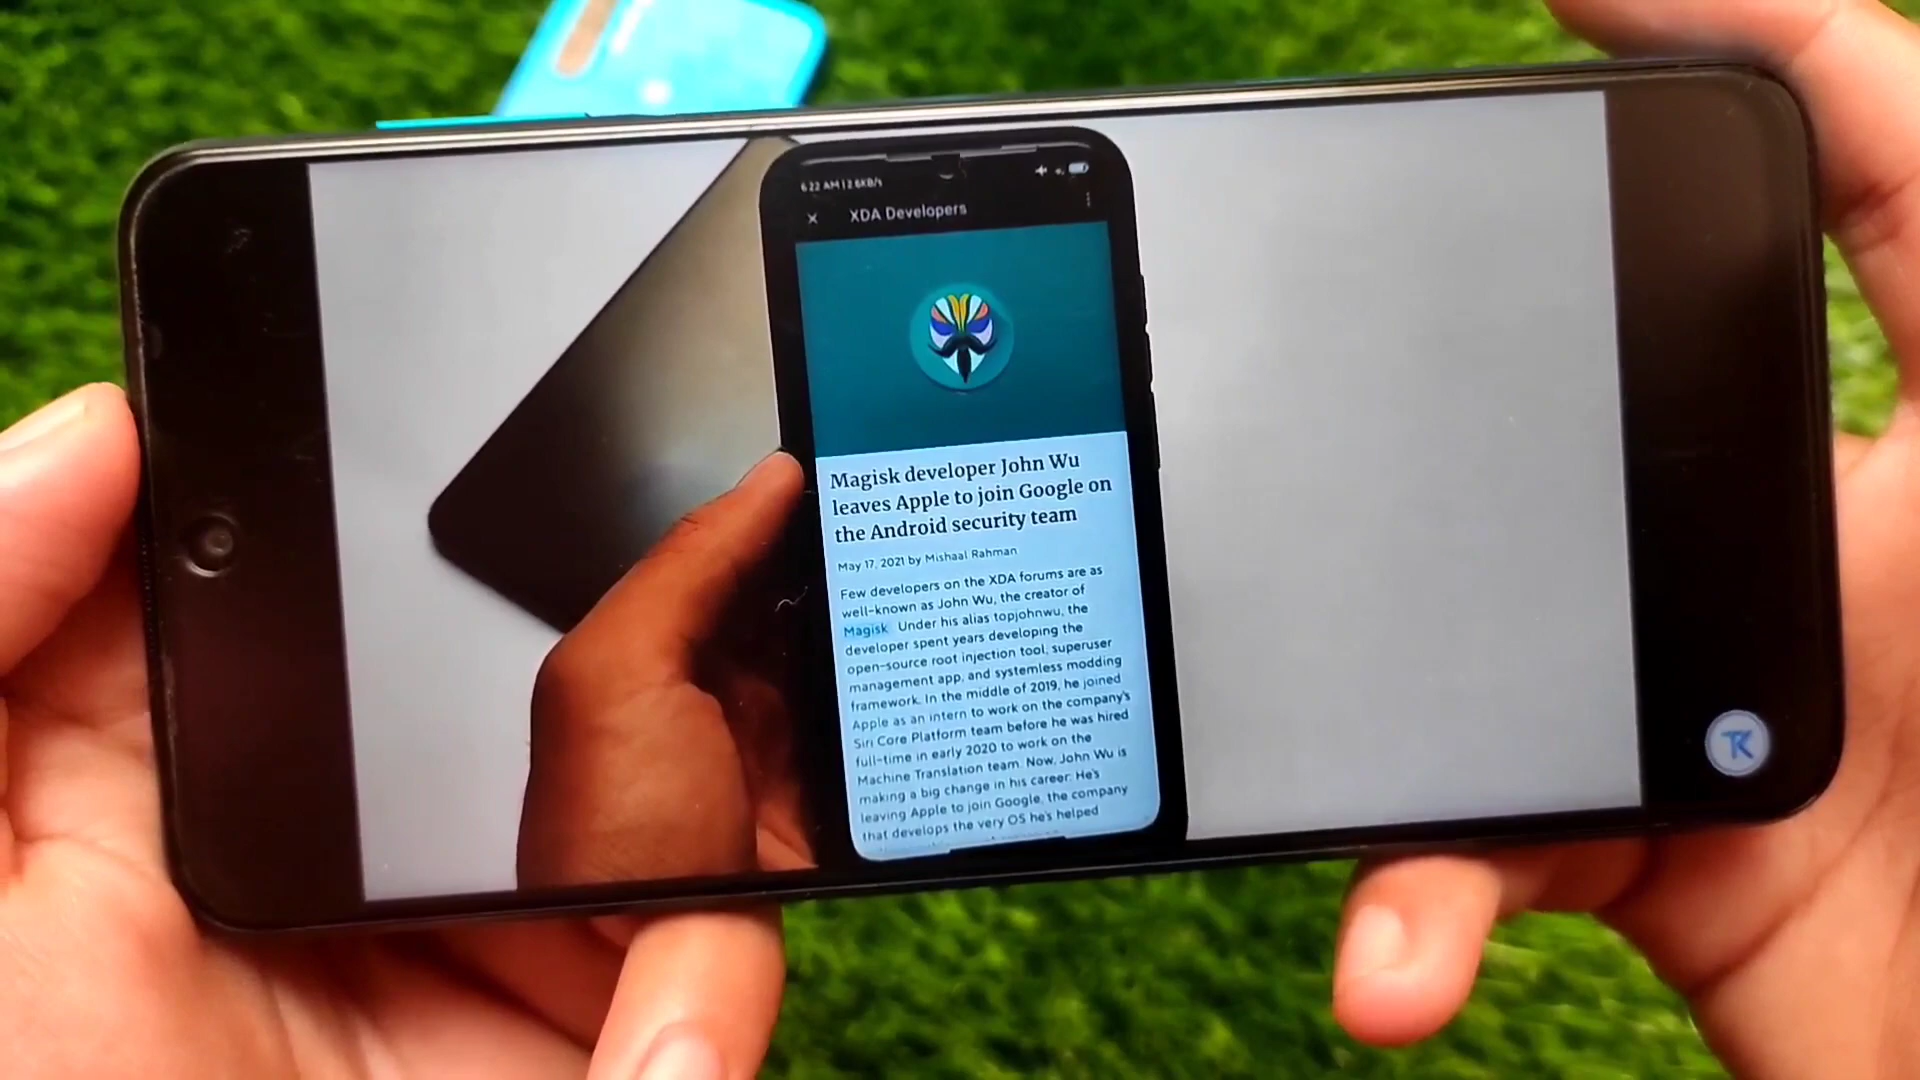 6:22 AM | 2.6KB/s
XDA Developers
Magisk developer John Wu
leaves Apple to join Google on
the Android security team
May 17, 2021 by Mishaal Rahman
Few developers on the XDA forums are as
well-known as John Wu, the creator of
Magisk. Under his alias topjohnwu, the
developer spent years developing the
open-source root injection tool, superuser
management app, and systemless modding
framework. In the middle of 2019, he joined
Apple as an intern to work on the company's
Siri Core Platform team before he was hired
full-time in early 2020 to work on the
Machine Translation team. Now, John Wu is
making a big change in his career: He's
leaving Apple to join Google, the company
that develops the very OS he's helped
TK